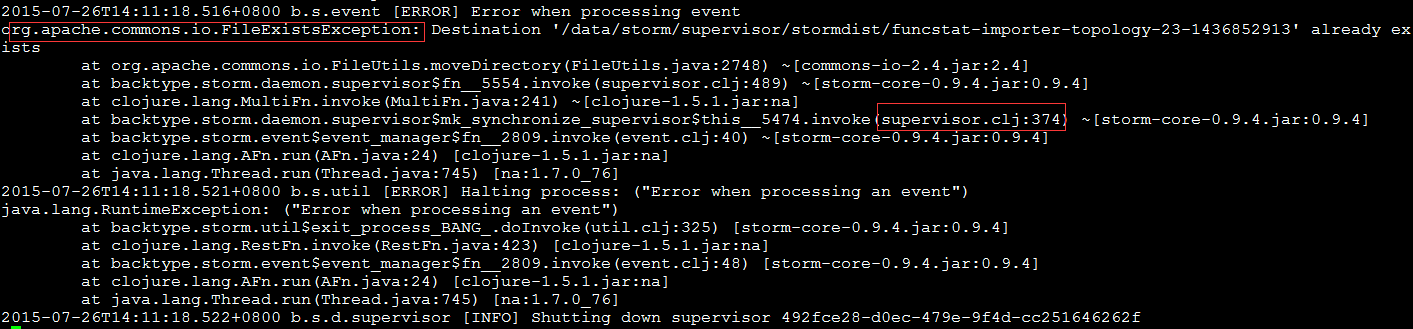 2015-07-26T14:11:18.516+0800 b.s.event [ERROR] Error when processing event
org.apache.commons.io.FileExistsException: Destination '/data/storm/supervisor/stormdist/funcstat-importer-topology-23-1436852913' already ex
ists
        at org.apache.commons.io.FileUtils.moveDirectory(FileUtils.java:2748) ~[commons-io-2.4.jar:2.4]
        at backtype.storm.daemon.supervisor$fn__5554.invoke(supervisor.clj:489) ~[storm-core-0.9.4.jar:0.9.4]
        at clojure.lang.MultiFn.invoke(MultiFn.java:241) ~[clojure-1.5.1.jar:na]
        at backtype.storm.daemon.supervisor$mk_synchronize_supervisor$this__5474.invoke(supervisor.clj:374) ~[storm-core-0.9.4.jar:0.9.4]
        at backtype.storm.event$event_manager$fn__2809.invoke(event.clj:40) ~[storm-core-0.9.4.jar:0.9.4]
        at clojure.lang.AFn.run(AFn.java:24) [clojure-1.5.1.jar:na]
        at java.lang.Thread.run(Thread.java:745) [na:1.7.0_76]
2015-07-26T14:11:18.521+0800 b.s.util [ERROR] Halting process: ("Error when processing an event")
java.lang.RuntimeException: ("Error when processing an event")
        at backtype.storm.util$exit_process_BANG_.doInvoke(util.clj:325) [storm-core-0.9.4.jar:0.9.4]
        at clojure.lang.RestFn.invoke(RestFn.java:423) [clojure-1.5.1.jar:na]
        at backtype.storm.event$event_manager$fn__2809.invoke(event.clj:48) [storm-core-0.9.4.jar:0.9.4]
        at clojure.lang.AFn.run(AFn.java:24) [clojure-1.5.1.jar:na]
        at java.lang.Thread.run(Thread.java:745) [na:1.7.0_76]
2015-07-26T14:11:18.522+0800 b.s.d.supervisor [INFO] Shutting down supervisor 492fce28-d0ec-479e-9f4d-cc251646262f